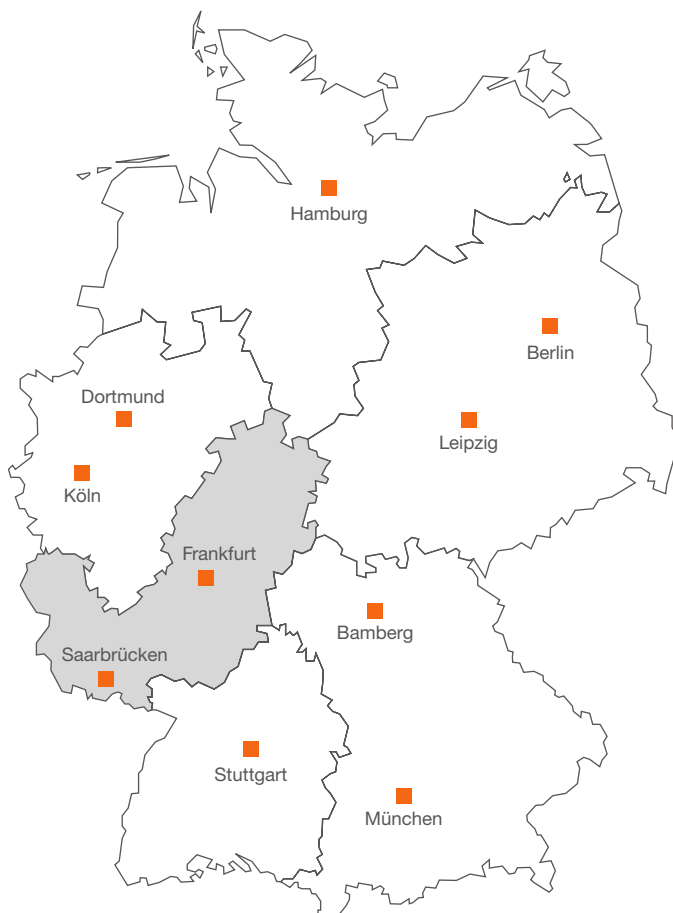 Hamburg
Berlin
Dortmund
Leipzig
Köln
Frankfurt
Bamberg
Saarbrücken
Stuttgart
München